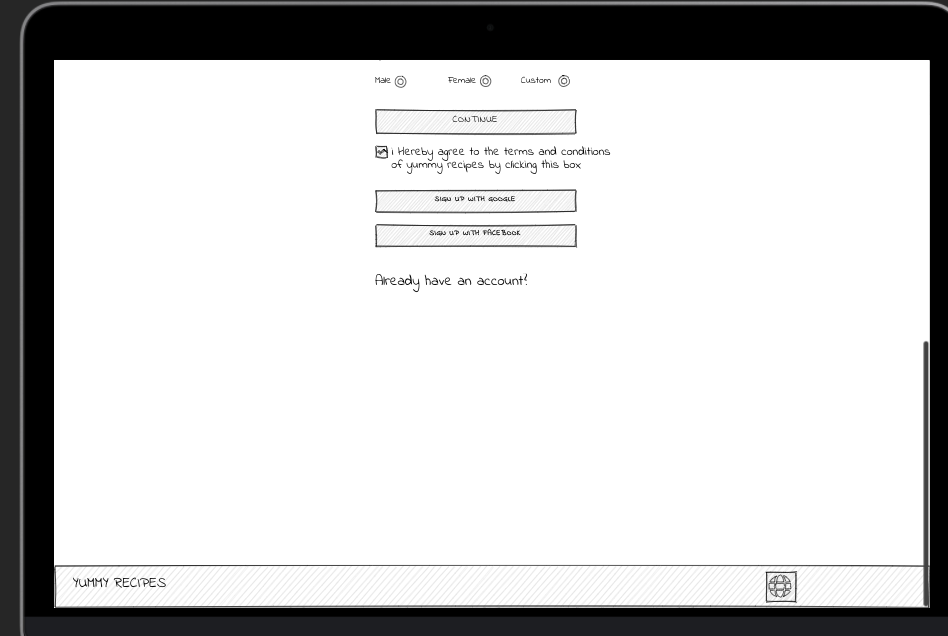 Male Female Custom
CONTINUE
I Hereby agree to the terms and conditions
of yummy recipes by clicking this box
SIGN UP WITH GOOGLE
SIGN UP WITH FACEBOOK
Already have an account?
YUMMY RECIPES